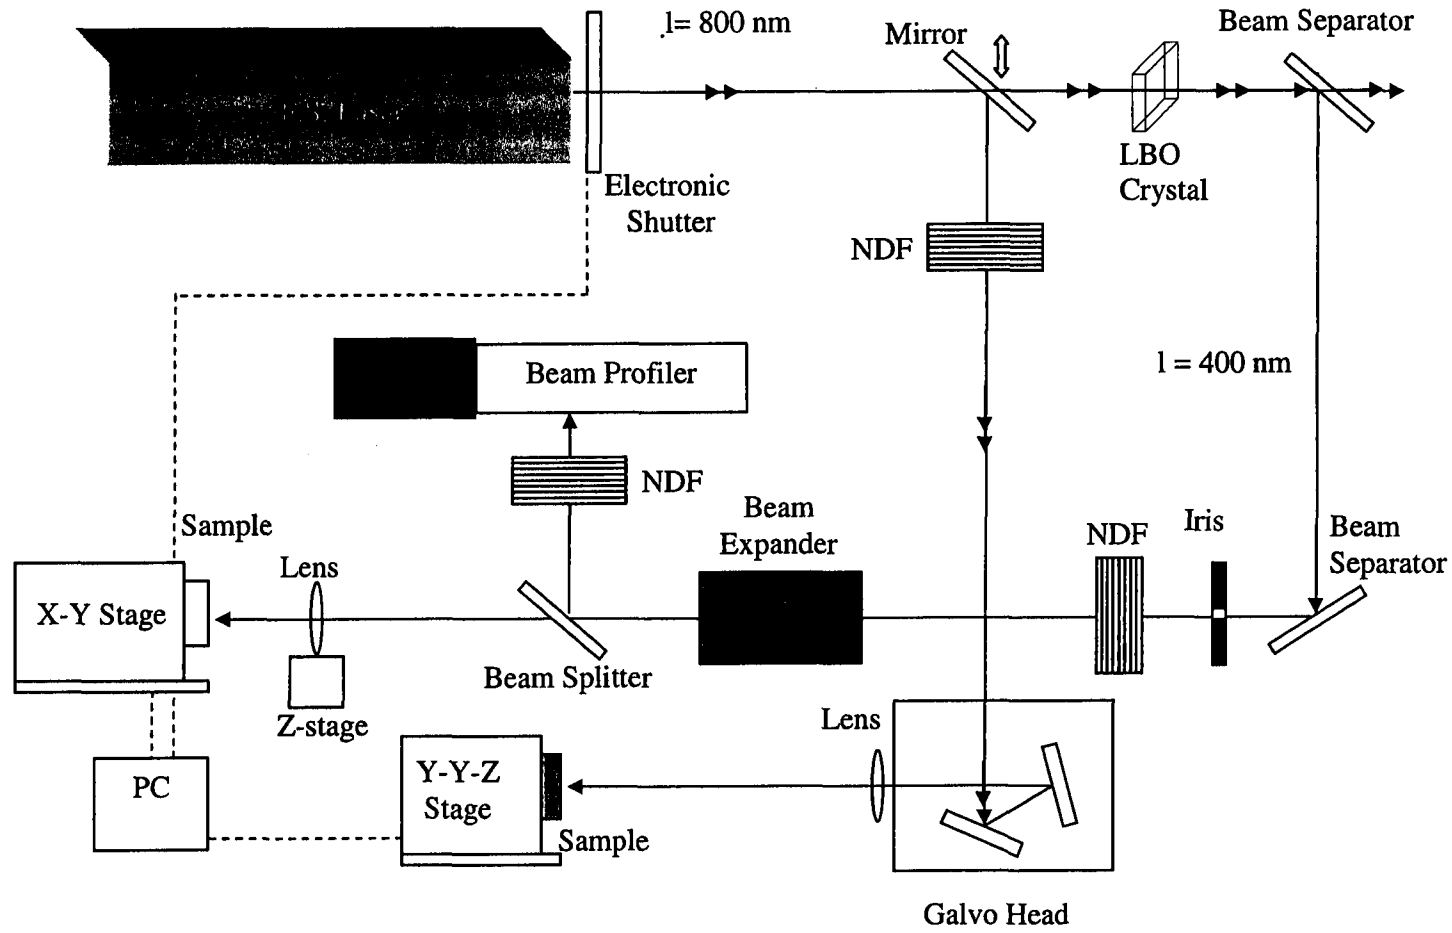 l= 800 nm
Mirror
Beam Separator
LBO
Crystal
Electronic
Shutter
NDF
l = 400 nm
Beam Profiler
NDF
Sample
Lens
Beam
Expander
NDF
Iris
Beam
Separator
X-Y Stage
Beam Splitter
Z-stage
Lens
PC
Y-Y-Z
Stage
Sample
Galvo Head